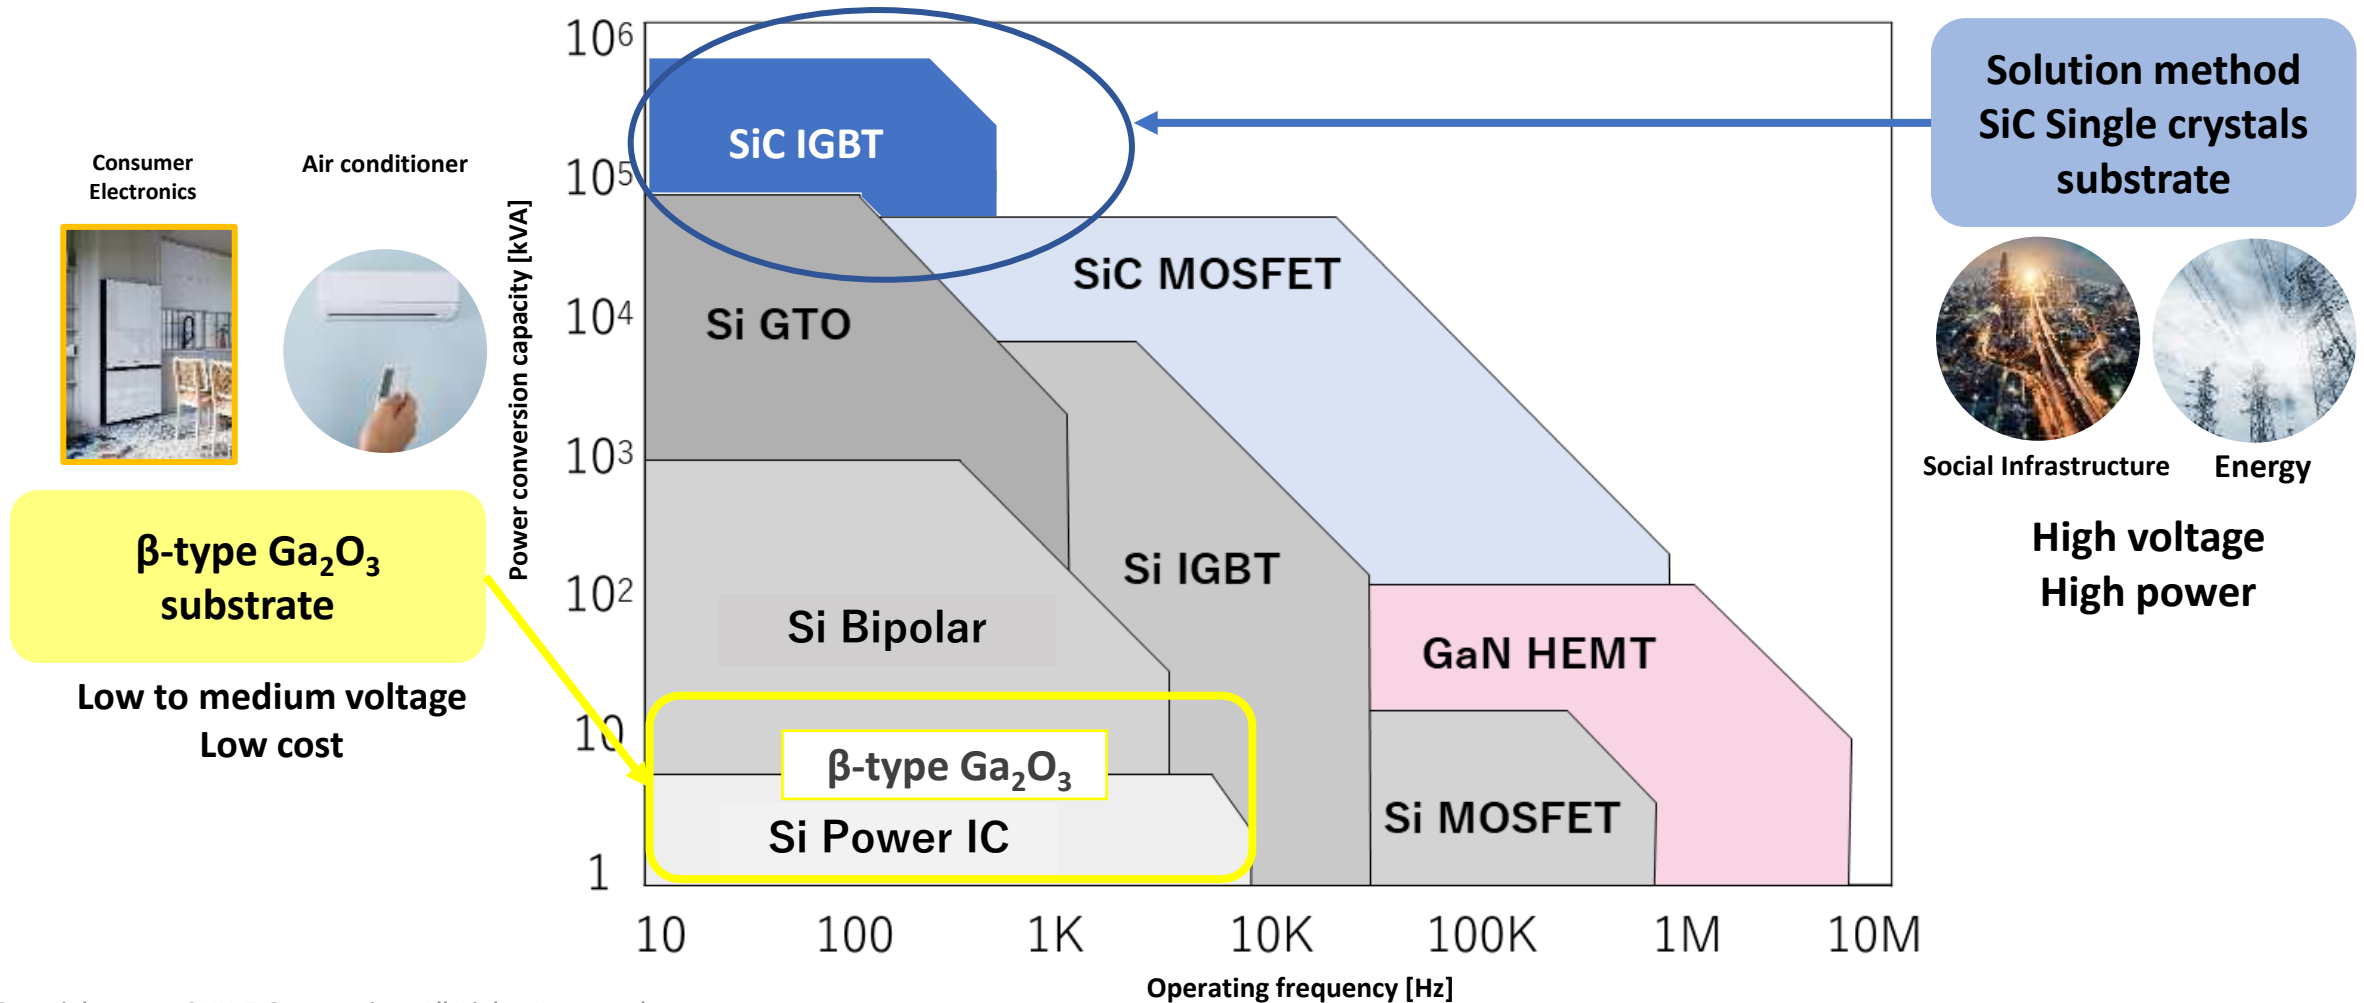 Consumer
Electronics
Air conditioner
β-type Ga₂O₃
substrate
Low to medium voltage
Low cost
Power conversion capacity [kVA]
10⁶
10⁵
10⁴
10³
10²
10
1
SiC IGBT
SiC MOSFET
Si GTO
Si IGBT
Si Bipolar
GaN HEMT
β-type Ga₂O₃
Si MOSFET
Si Power IC
10
100
1K
10K
100K
1M
10M
Operating frequency [Hz]
Solution method
SiC Single crystals
substrate
Social Infrastructure
Energy
High voltage
High power